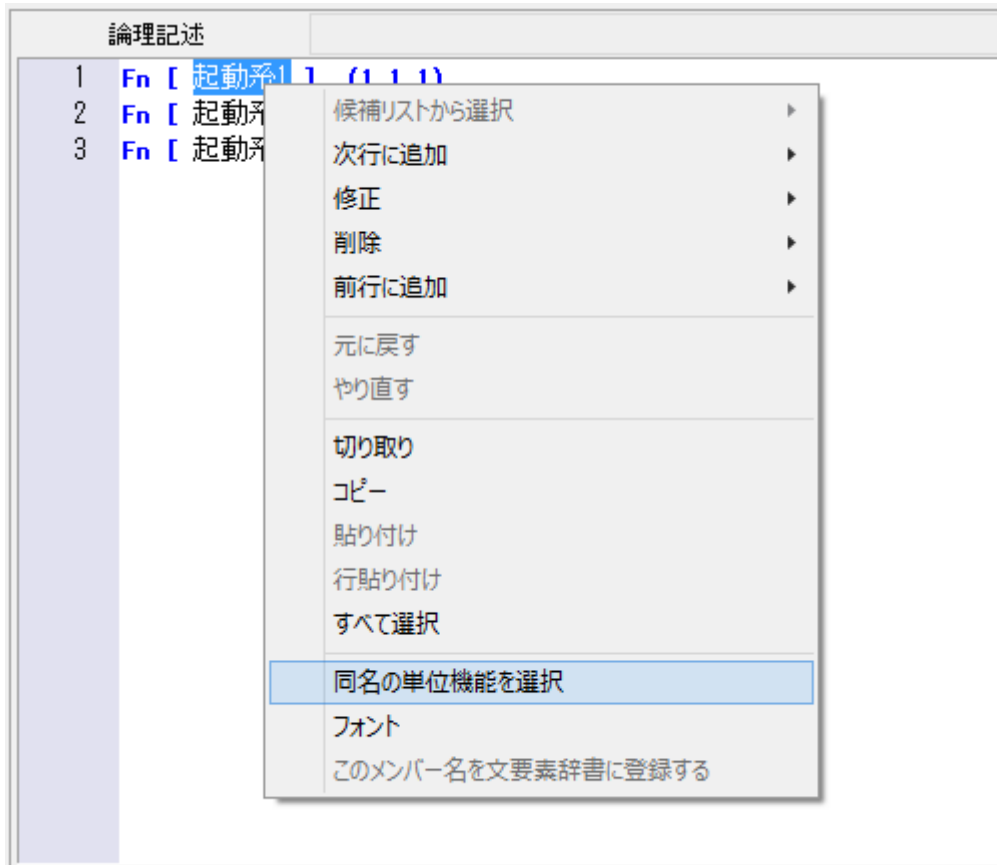 論理記述
1 Fn [ 起動系1 ] (1,1,1)
2 Fn [ 起動系
3 Fn [ 起動系
候補リストから選択
次行に追加
修正
削除
前行に追加
元に戻す
やり直す
切り取り
コピー
貼り付け
行貼り付け
すべて選択
同名の単位機能を選択
フォント
このメンバー名を文要素辞書に登録する